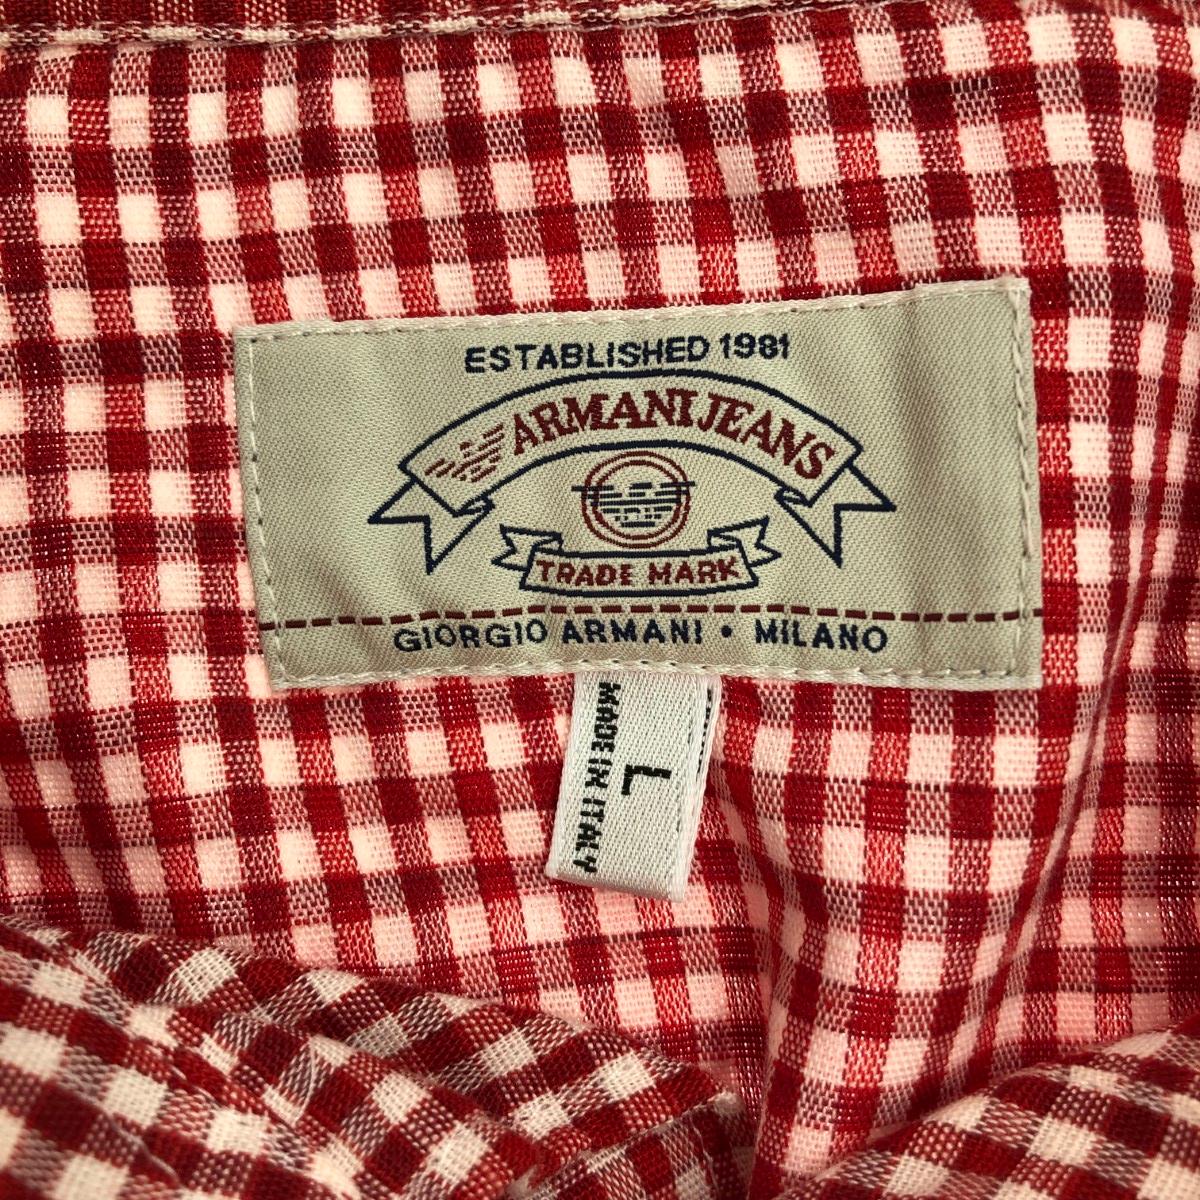 ESTABLISHED 1981
ARMANI JEANS
TRADE MARK
GIORGIO ARMANI • MILANO
L
MADE IN ITALY